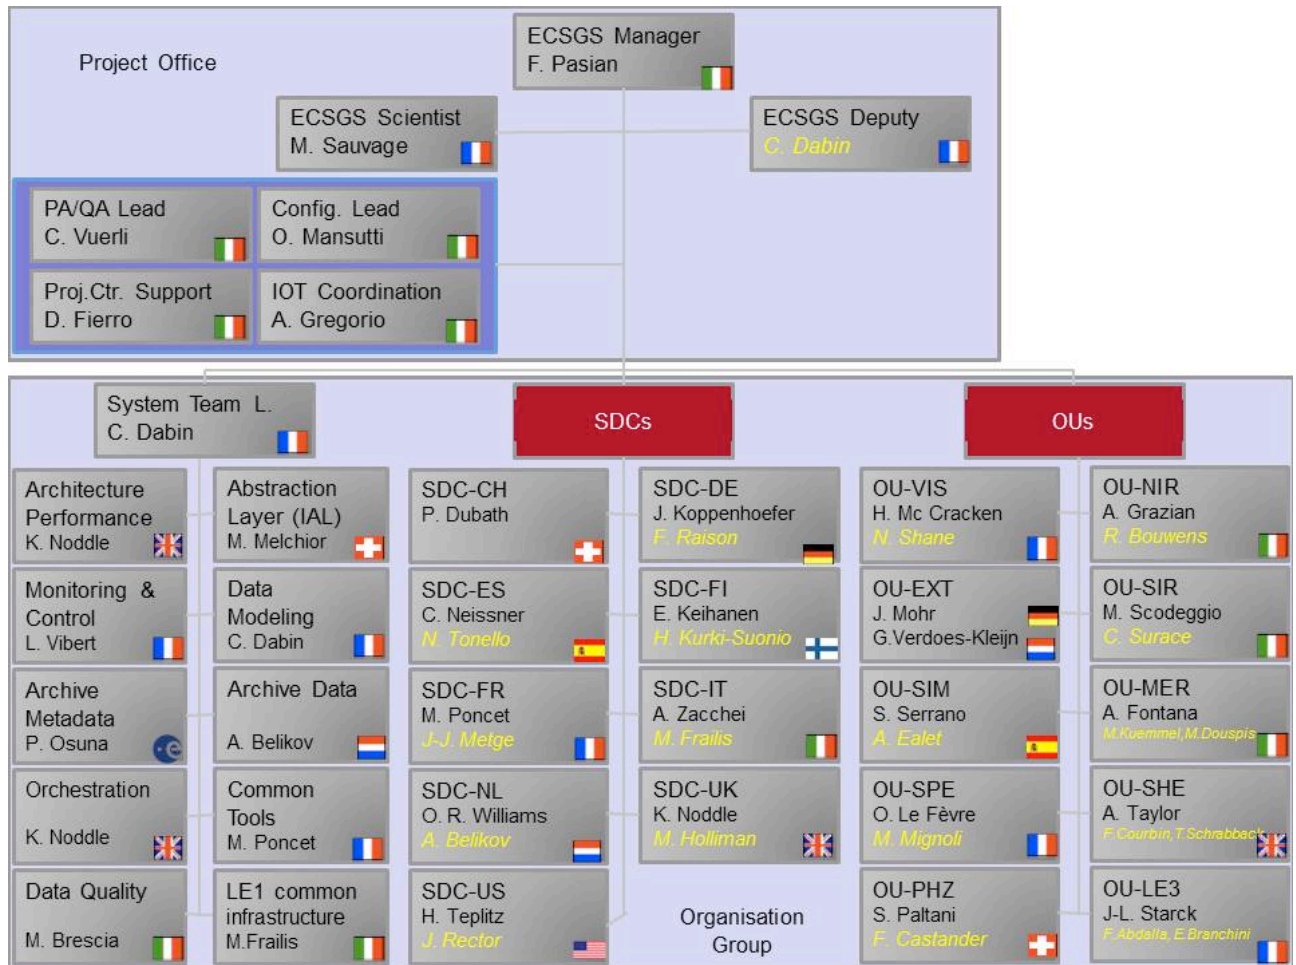 Project Office
ECSGS Manager
F. Pasian
ECSGS Scientist
M. Sauvage
ECSGS Deputy
C. Dabin
PA/QA Lead
C. Vuerli
Config. Lead
O. Mansutti
Proj.Ctr. Support
D. Fierro
IOT Coordination
A. Gregorio
System Team L.
C. Dabin
Architecture
Performance
K. Noddle
Abstraction
Layer (IAL)
M. Melchior
Monitoring &
Control
L. Vibert
Data
Modeling
C. Dabin
Archive
Metadata
P. Osuna
Archive Data
A. Belikov
Orchestration
K. Noddle
Common
Tools
M. Poncet
Data Quality
M. Brescia
LE1 common
infrastructure
M.Frailis
SDCs
SDC-CH
P. Dubath
SDC-DE
J. Koppenhoefer
F. Raison
SDC-ES
C. Neissner
N. Tonello
SDC-FI
E. Keihanen
H. Kurki-Suonio
SDC-FR
M. Poncet
J-J. Metge
SDC-IT
A. Zacchei
M. Frailis
SDC-NL
O. R. Williams
A. Belikov
SDC-UK
K. Noddle
M. Holliman
SDC-US
H. Teplitz
J. Rector
Organisation
Group
OUs
OU-VIS
H. Mc Cracken
N. Shane
OU-NIR
A. Grazian
R. Bouwens
OU-EXT
J. Mohr
G.Verdoes-Kleijn
OU-SIR
M. Scodeggio
C. Surace
OU-SIM
S. Serrano
A. Ealet
OU-MER
A. Fontana
M.Kuemmel,M.Douspis
OU-SPE
O. Le Fèvre
M. Mignoli
OU-SHE
A. Taylor
F.Courbin,T.Schrabback
OU-PHZ
S. Paltani
F. Castander
OU-LE3
J-L. Starck
F.Abdalla, E.Branchini